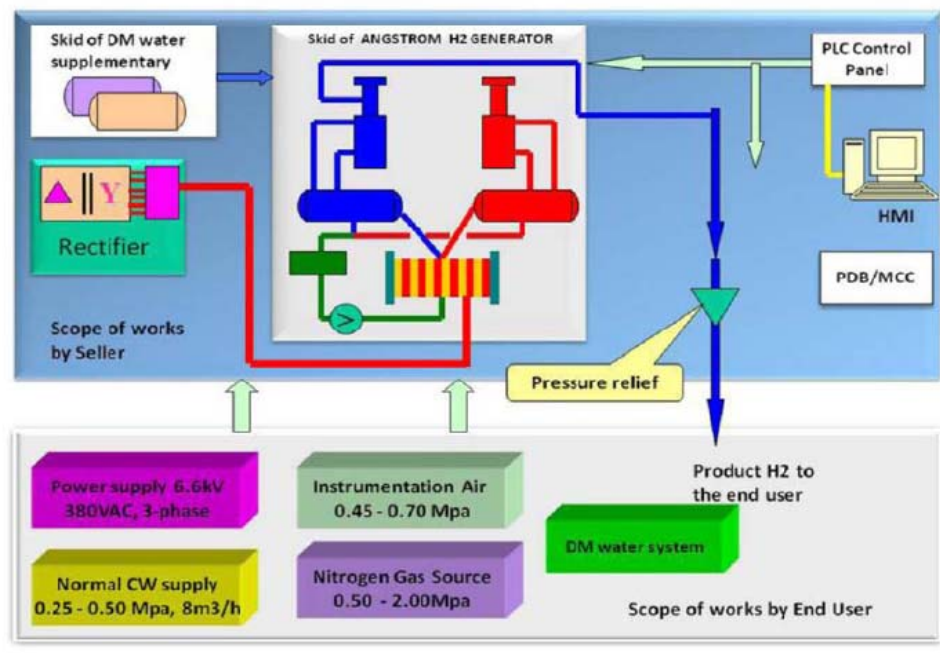 Skid of DM water
supplementary
Skid of ANGSTROM H2 GENERATOR
PLC Control
Panel
HMI
PDB/MCC
Y
Rectifier
>
Scope of works
by Seller
Pressure relief
Power supply 6.6kV
380VAC, 3-phase
Instrumentation Air
0.45 - 0.70 Mpa
Product H2 to
the end user
DM water system
Normal CW supply
0.25 - 0.50 Mpa, 8m3/h
Nitrogen Gas Source
0.50 - 2.00Mpa
Scope of works by End User